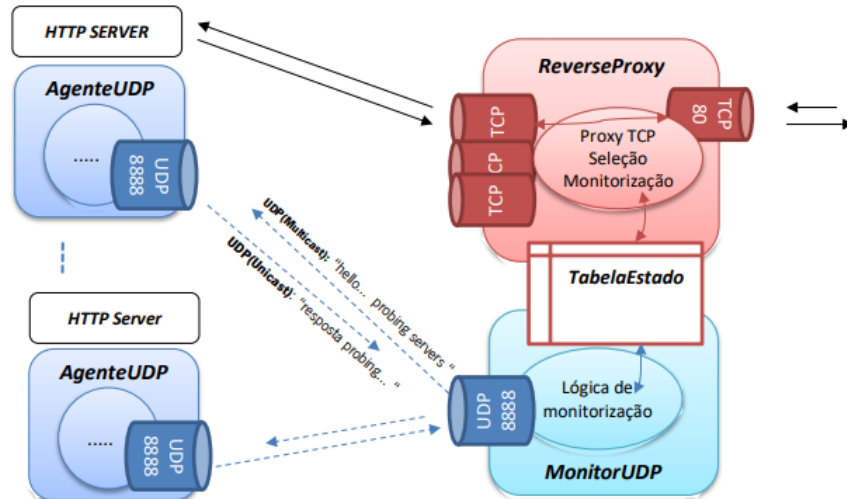 HTTP SERVER
AgenteUDP
.....
UDP
8888
HTTP Server
AgenteUDP
.....
UDP
8888
UDP(Multicast): "hello... probing servers "
UDP(Unicast): "resposta probing... "
ReverseProxy
TCP
CP
TCP
TCP
80
Proxy TCP
Seleção
Monitorização
TabelaEstado
UDP
8888
Lógica de
monitorização
MonitorUDP